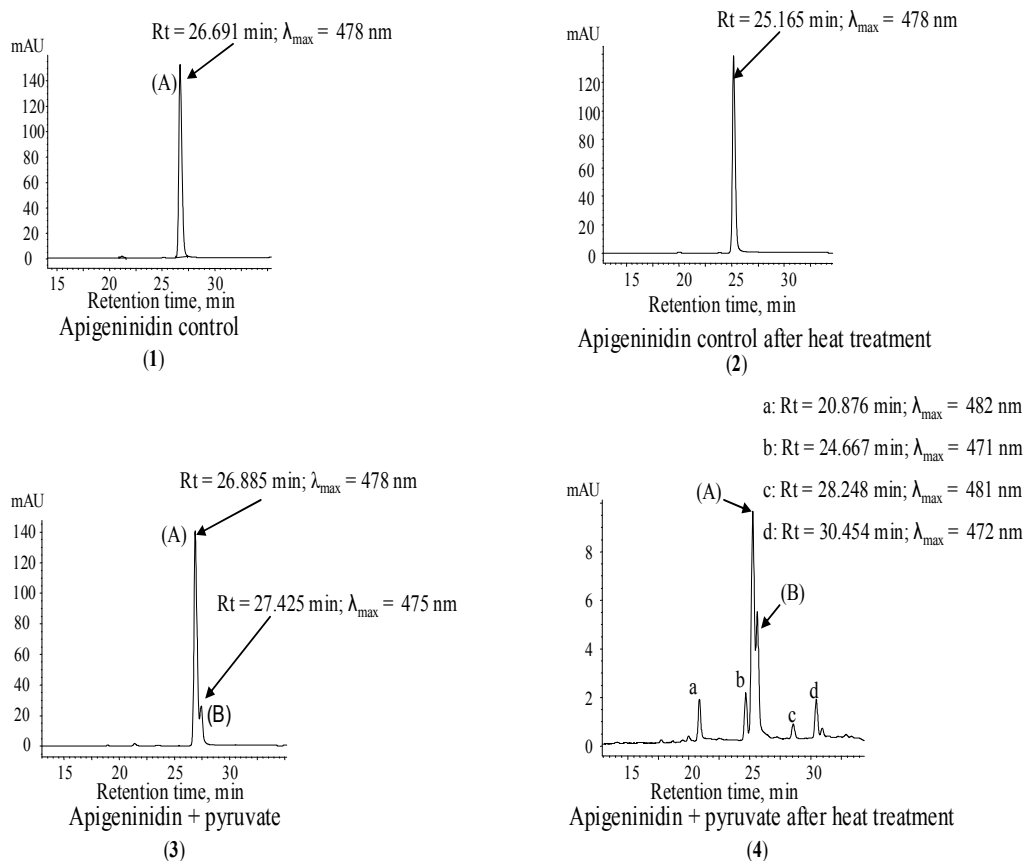 Rt = 26.691 min; λmax = 478 nm
mAU
(A)
140
120
100
80
60
40
20
0
15 20 25 30
Retention time, min
Apigeninidin control
(1)
Rt = 25.165 min; λmax = 478 nm
mAU
120
100
80
60
40
20
0
15 20 25 30
Retention time, min
Apigeninidin control after heat treatment
(2)
Rt = 26.885 min; λmax = 478 nm
mAU
(A)
140
120
100
80
60
40
20
0
Rt = 27.425 min; λmax = 475 nm
(B)
15 20 25 30
Retention time, min
Apigeninidin + pyruvate
(3)
a: Rt = 20.876 min; λmax = 482 nm
b: Rt = 24.667 min; λmax = 471 nm
c: Rt = 28.248 min; λmax = 481 nm
d: Rt = 30.454 min; λmax = 472 nm
mAU
(A)
(B)
8
6
4
2
0
a b c d
15 20 25 30
Retention time, min
Apigeninidin + pyruvate after heat treatment
(4)